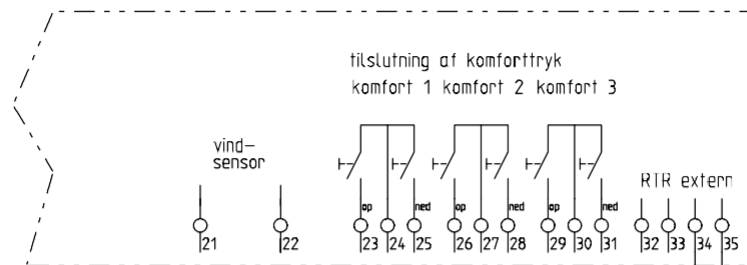 tilslutning af komforttryk
komfort 1 komfort 2 komfort 3
vind-
sensor
RTR extern
op ned op ned op ned
21 22 23 24 25 26 27 28 29 30 31 32 33 34 35